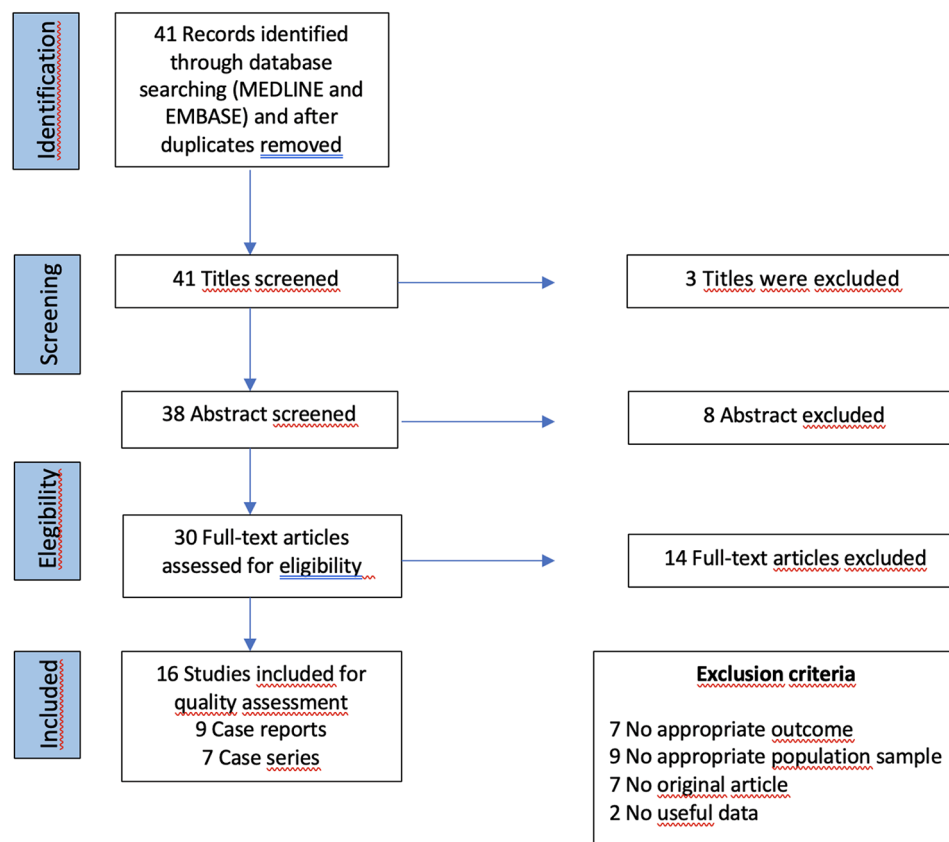 Identification
41 Records identified
through database
searching (MEDLINE and
EMBASE) and after
duplicates removed
Screening
41 Titles screened
3 Titles were excluded
38 Abstract screened
8 Abstract excluded
Elegibility
30 Full-text articles
assessed for eligibility
14 Full-text articles excluded
Included
16 Studies included for
quality assessment
9 Case reports
7 Case series
Exclusion criteria
7 No appropriate outcome
9 No appropriate population sample
7 No original article
2 No useful data